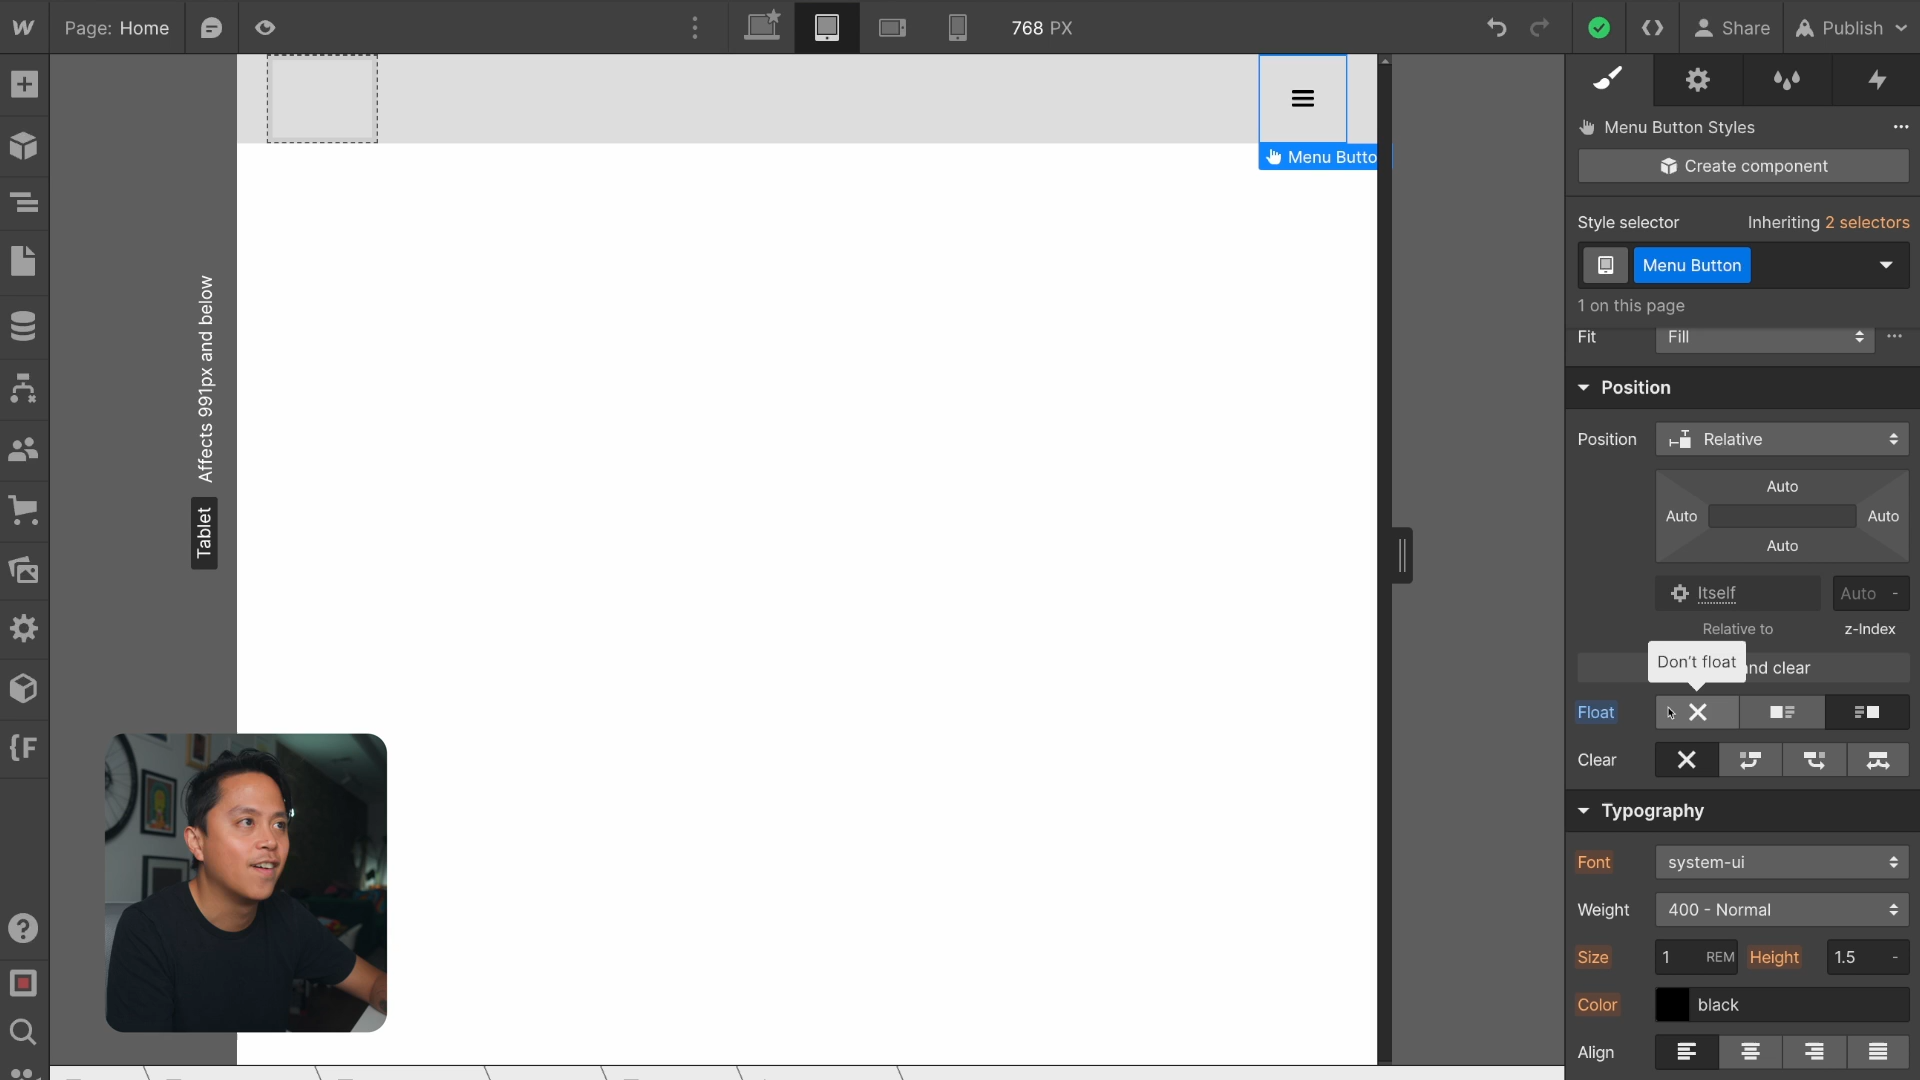 Page: Home
768 PX
Share
Publish
Menu Button Styles
Create component
Style selector
Inheriting 2 selectors
Menu Button
1 on this page
Fit
Fill
Position
Position
Relative
Auto
Auto
Auto
Auto
Itself
Auto -
Relative to
z-Index
Don't float
nd clear
Float
Clear
Typography
Font
system-ui
Weight
400 - Normal
Size
1 REM
Height
1.5 -
Color
black
Align
Menu Butto
Affects 991px and below
Tablet
{F